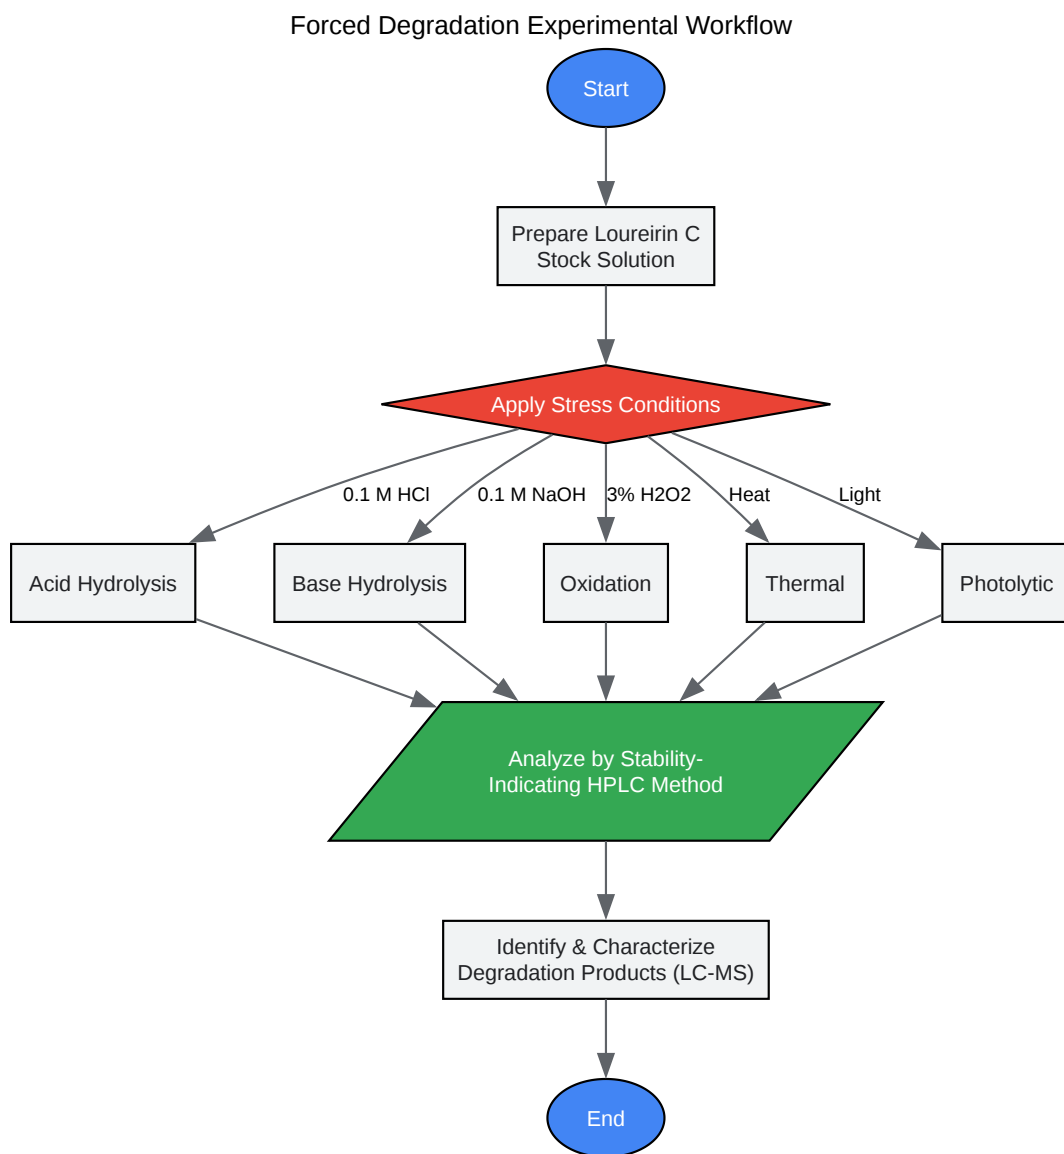 Forced Degradation Experimental Workflow
Start
Prepare Loureirin C
Stock Solution
Apply Stress Conditions
0.1 M HCl
0.1 M NaOH
3% H2O2
Heat
Light
Acid Hydrolysis
Base Hydrolysis
Oxidation
Thermal
Photolytic
Analyze by Stability-
Indicating HPLC Method
Identify & Characterize
Degradation Products (LC-MS)
End